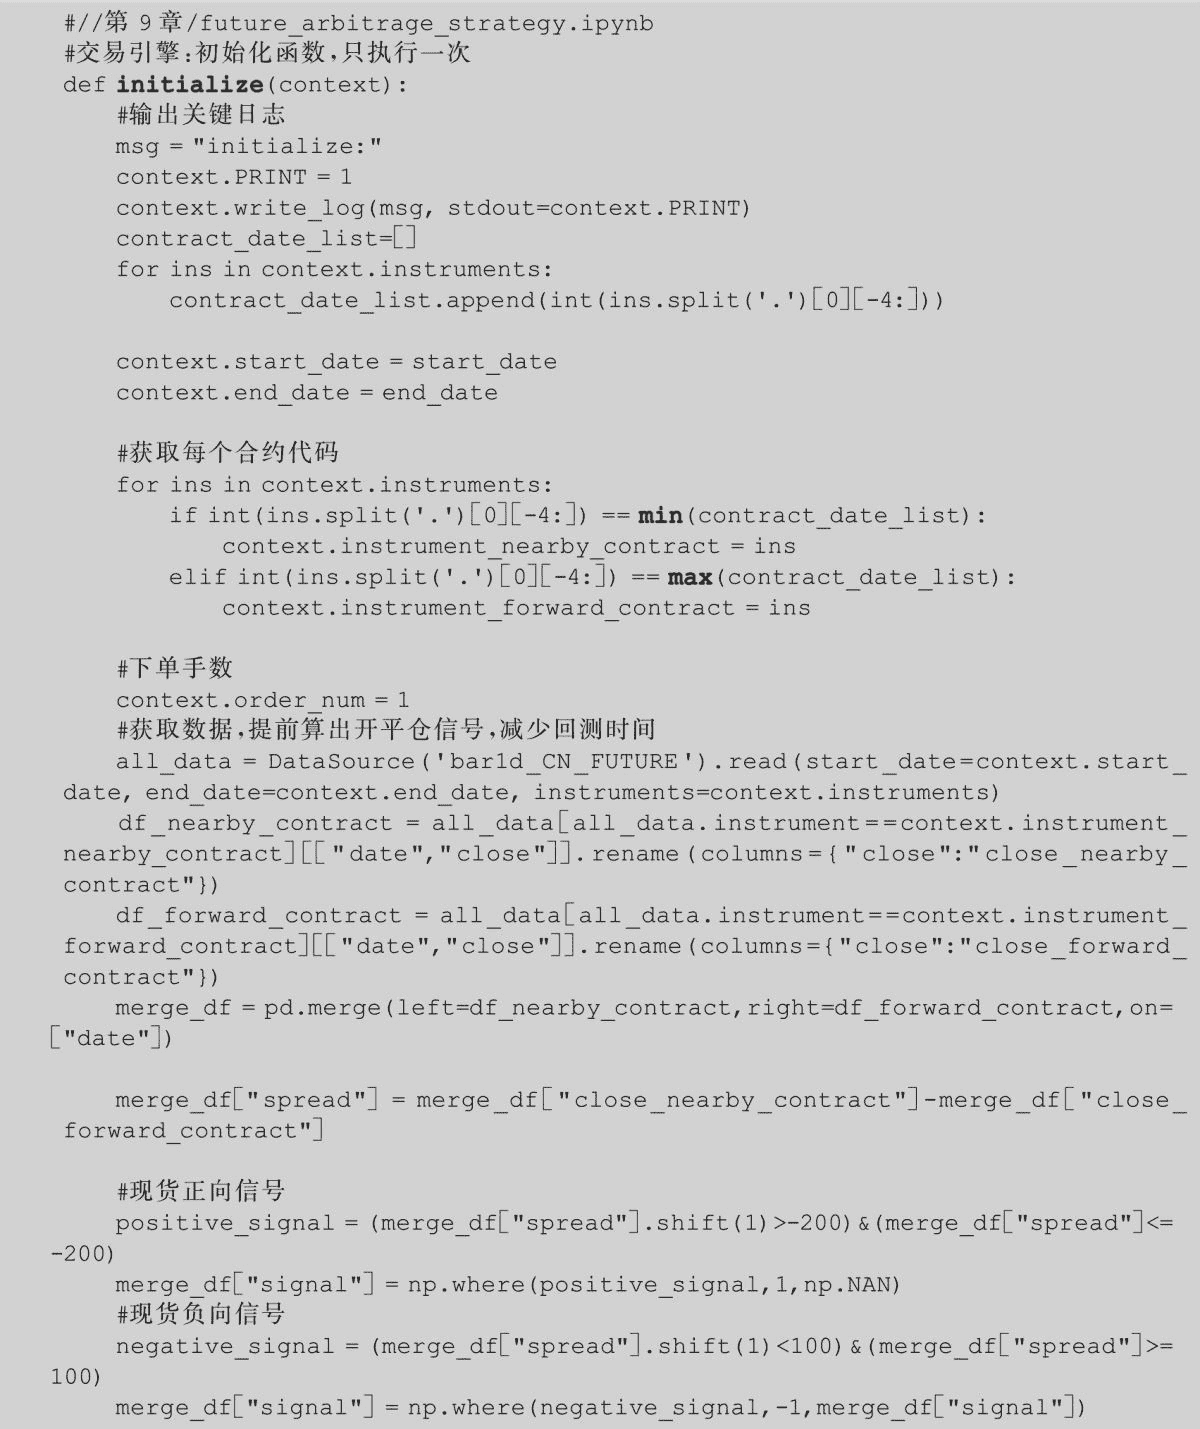 #//第 9 章/future_arbitrage_strategy.ipynb
#交易引擎:初始化函数,只执行一次
def initialize(context):
    #输出关键日志
    msg = "initialize:"
    context.PRINT = 1
    context.write_log(msg, stdout=context.PRINT)
    contract_date_list=[]
    for ins in context.instruments:
        contract_date_list.append(int(ins.split('.')[0][-4:]))

    context.start_date = start_date
    context.end_date = end_date

    #获取每个合约代码
    for ins in context.instruments:
        if int(ins.split('.')[0][-4:]) == min(contract_date_list):
            context.instrument_nearby_contract = ins
        elif int(ins.split('.')[0][-4:]) == max(contract_date_list):
            context.instrument_forward_contract = ins

    #下单手数
    context.order_num = 1
    #获取数据,提前算出开平仓信号,减少回测时间
    all_data = DataSource('bar1d_CN_FUTURE').read(start_date=context.start_
date, end_date=context.end_date, instruments=context.instruments)
    df_nearby_contract = all_data[all_data.instrument==context.instrument_
nearby_contract][["date","close"]].rename(columns={"close":"close_nearby_
contract"})
    df_forward_contract = all_data[all_data.instrument==context.instrument_
forward_contract][["date","close"]].rename(columns={"close":"close_forward_
contract"})
    merge_df = pd.merge(left=df_nearby_contract,right=df_forward_contract,on=
["date"])

    merge_df["spread"] = merge_df["close_nearby_contract"]-merge_df["close_
forward_contract"]

    #现货正向信号
    positive_signal = (merge_df["spread"].shift(1)>-200)&(merge_df["spread"]<=
-200)
    merge_df["signal"] = np.where(positive_signal,1,np.NAN)
    #现货负向信号
    negative_signal = (merge_df["spread"].shift(1)<100)&(merge_df["spread"]>=
100)
    merge_df["signal"] = np.where(negative_signal,-1,merge_df["signal"])